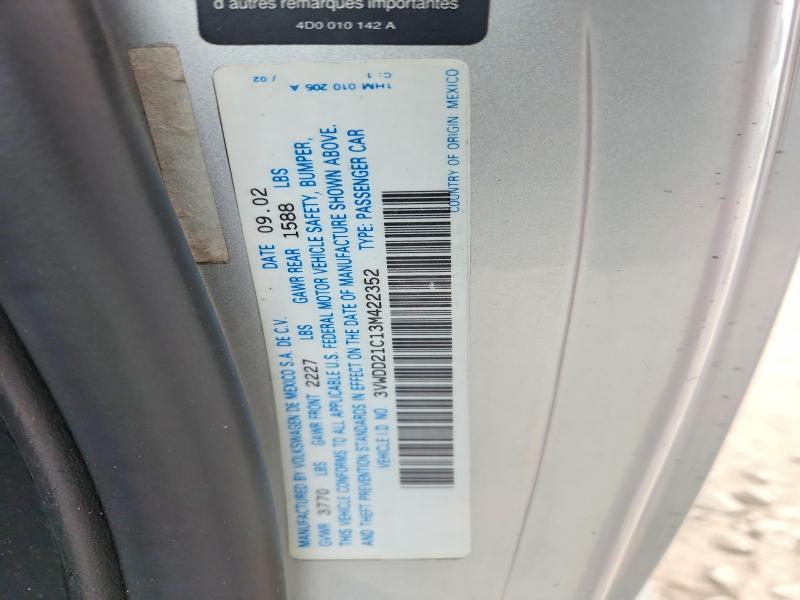 d'autres remarques importantes
4D0 010 142 A
MANUFACTURED BY VOLKSWAGEN DE MEXICO S.A. DE C.V. DATE 09.02
GVWR 3770 LBS GAWR FRONT 2227 LBS GAWR REAR 1588 LBS
THIS VEHICLE CONFORMS TO ALL APPLICABLE U.S. FEDERAL MOTOR VEHICLE SAFETY, BUMPER,
AND THEFT PREVENTION STANDARDS IN EFFECT ON THE DATE OF MANUFACTURE SHOWN ABOVE.
VEHICLE I.D. NO 3VWDD21C13M422352 TYPE: PASSENGER CAR
COUNTRY OF ORIGIN: MEXICO
1HM 010 205 A